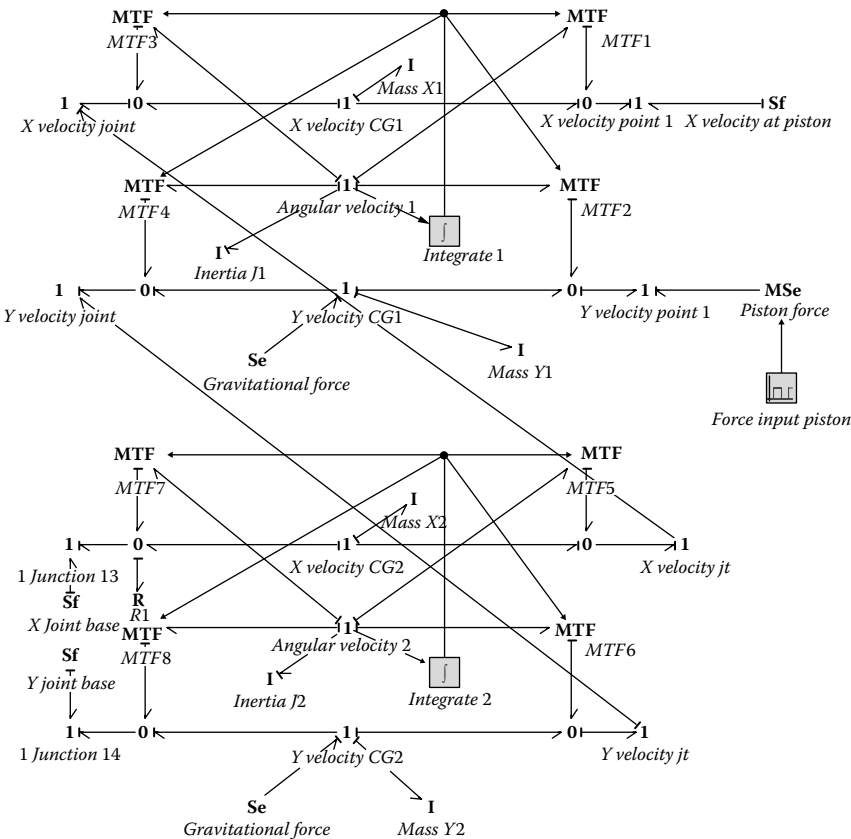 MTF MTF
MTF3 MTF1
I
Mass X1
1 0 1 0 1 Sf
X velocity joint X velocity CG1 X velocity point 1 X velocity at piston
MTF 1 MTF
MTF4 Angular velocity 1 MTF2
∫
I Integrate 1
Inertia J1
1 0 1 0 1 MSe
Y velocity joint Y velocity CG1 Y velocity point 1 Piston force
I
Se Mass Y1
Gravitational force
Force input piston
MTF MTF
MTF7 MTF5
I
Mass X2
1 0 1 0 1
1 Junction 13 X velocity CG2 X velocity jt
Sf R
X Joint base R1
MTF 1 MTF
Sf MTF8 Angular velocity 2 MTF6
Y joint base I ∫
Inertia J2 Integrate 2
1 0 1 0 1
1 Junction 14 Y velocity CG2 Y velocity jt
Se I
Gravitational force Mass Y2